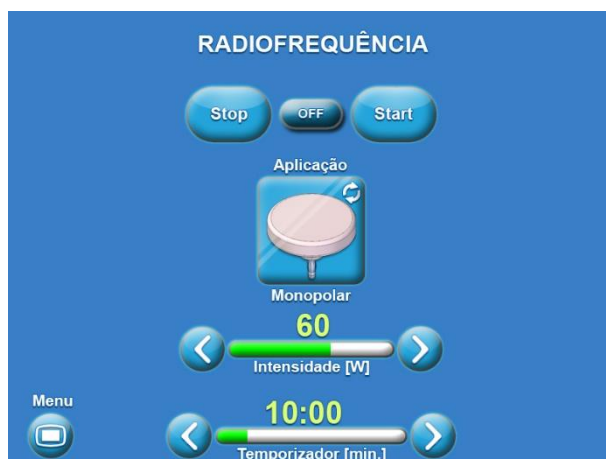 RADIOFREQUÊNCIA
Stop OFF Start
Aplicação
Monopolar
60
Intensidade [W]
Menu
10:00
Temporizador [min.]